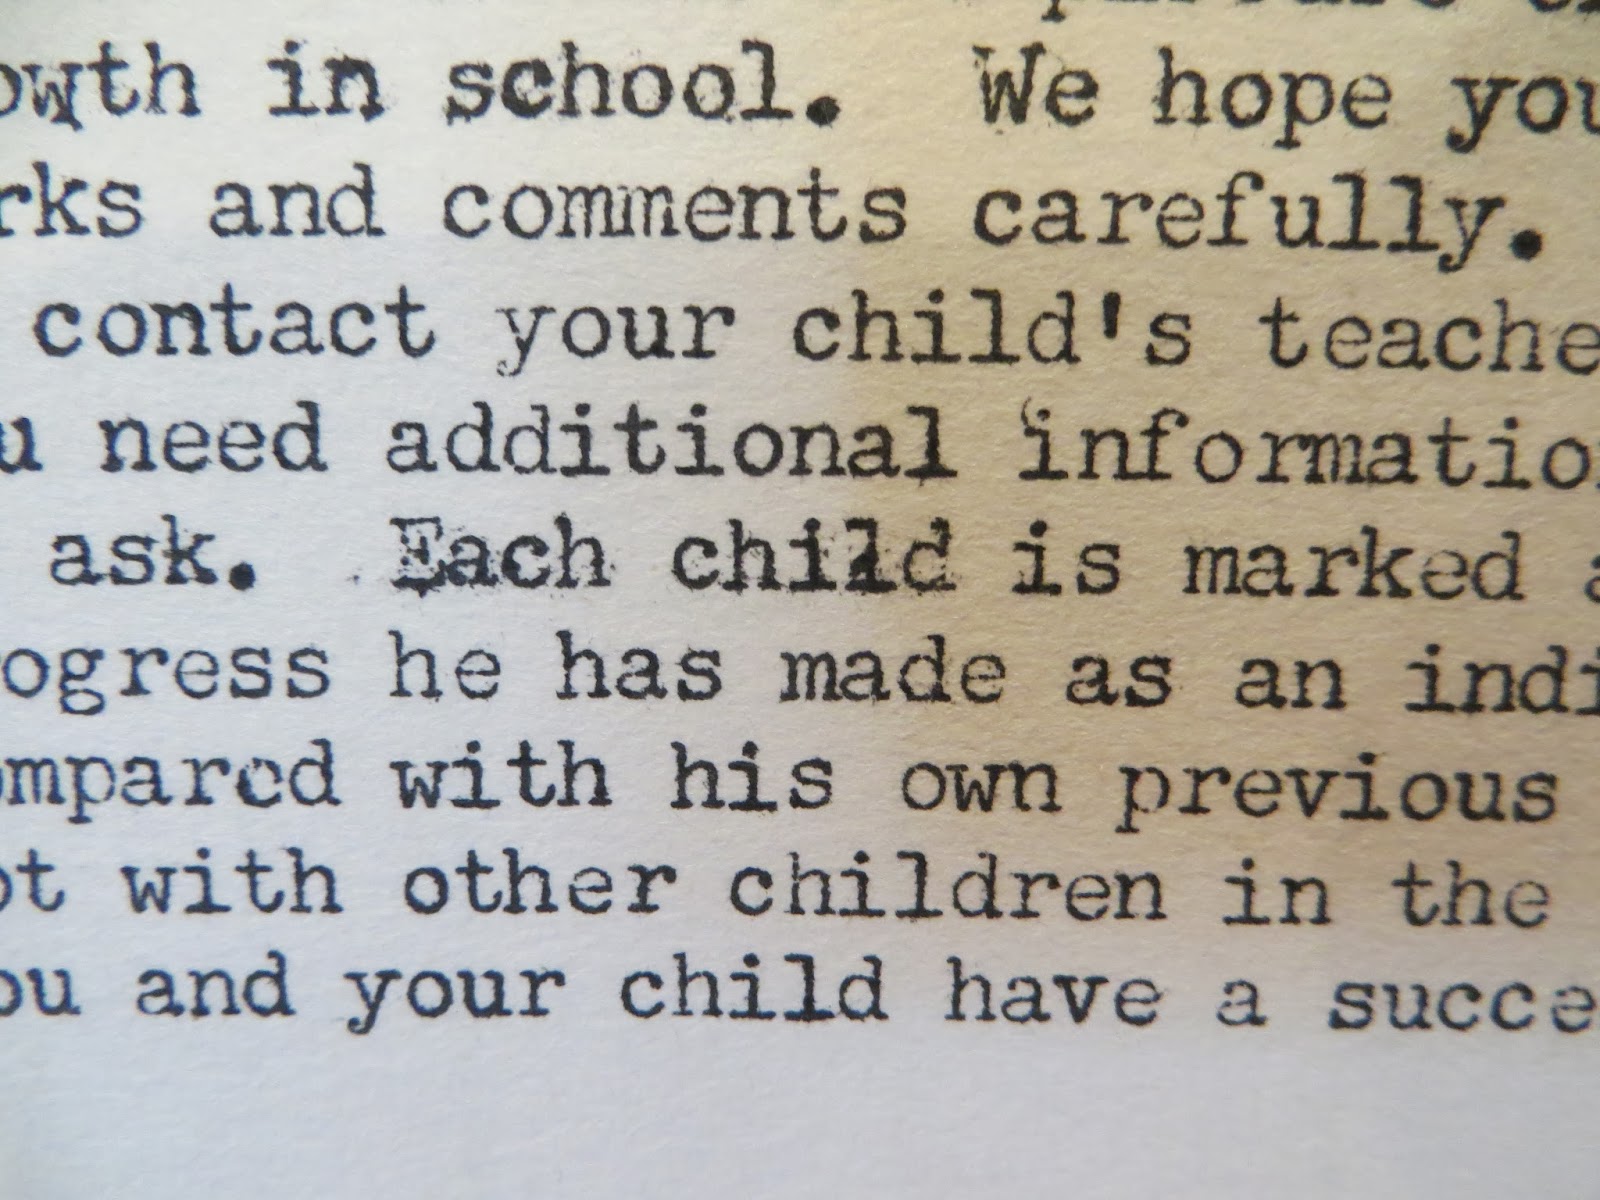 owth in school. We hope you
rks and comments carefully.
contact your child's teache
u need additional informatio
ask. Each child is marked a
ogress he has made as an indi
ompared with his own previous
ot with other children in the
ou and your child have a succe